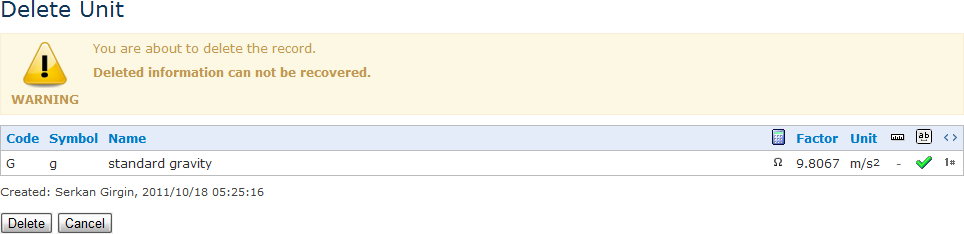 Delete Unit
You are about to delete the record.
Deleted information can not be recovered.
WARNING
Code Symbol Name Factor Unit ab <>
G g standard gravity Ω 9.8067 m/s2 - 1#
Created: Serkan Girgin, 2011/10/18 05:25:16
Delete Cancel